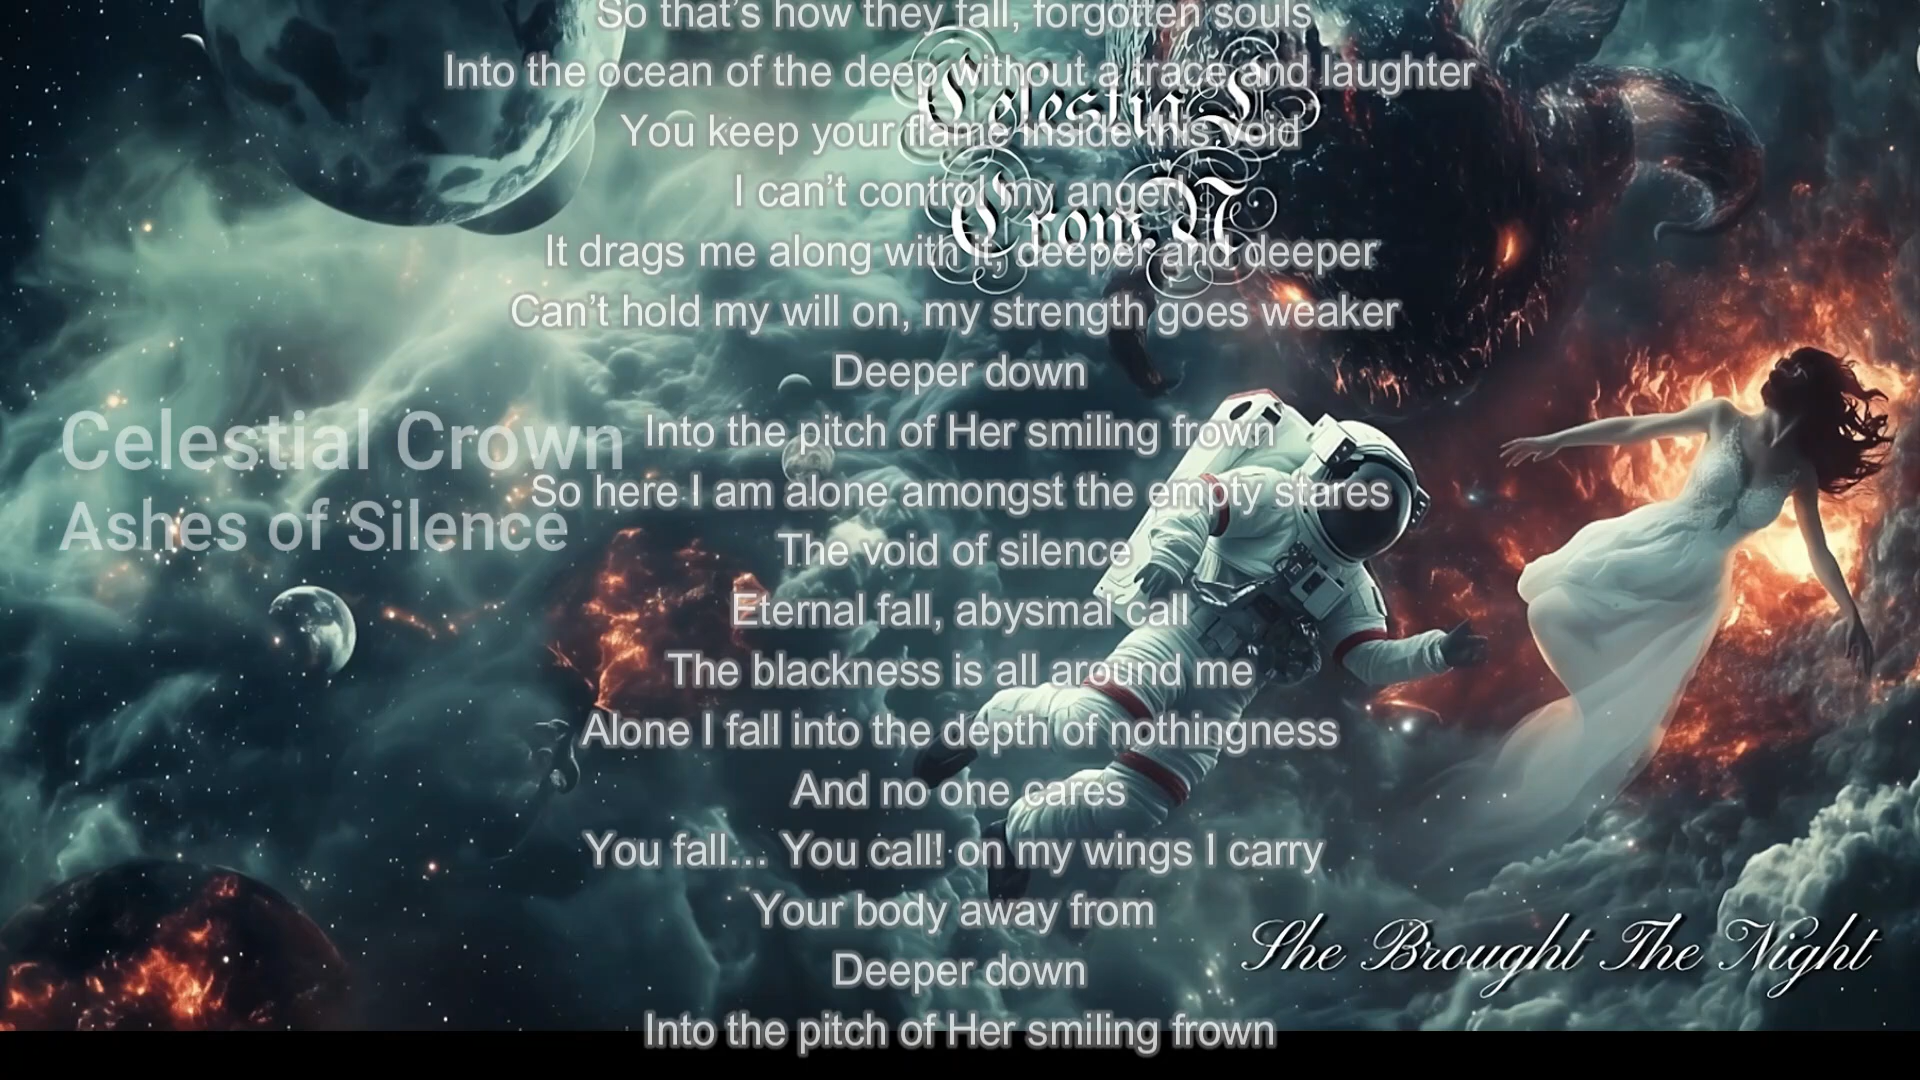 So that’s how they fall, forgotten souls
Into the ocean of the deep without a trace and laughter
You keep your flame inside this void
I can’t control my anger!
It drags me along with it, deeper and deeper
Can’t hold my will on, my strength goes weaker
Deeper down
Into the pitch of Her smiling frown
So here I am alone amongst the empty stares
The void of silence
Eternal fall, abysmal call
The blackness is all around me
Alone I fall into the depth of nothingness
And no one cares
You fall... You call! on my wings I carry
Your body away from
Deeper down
Into the pitch of Her smiling frown
Celestial Crown
Ashes of Silence
CelestiaL
CrowN
She Brought The Night